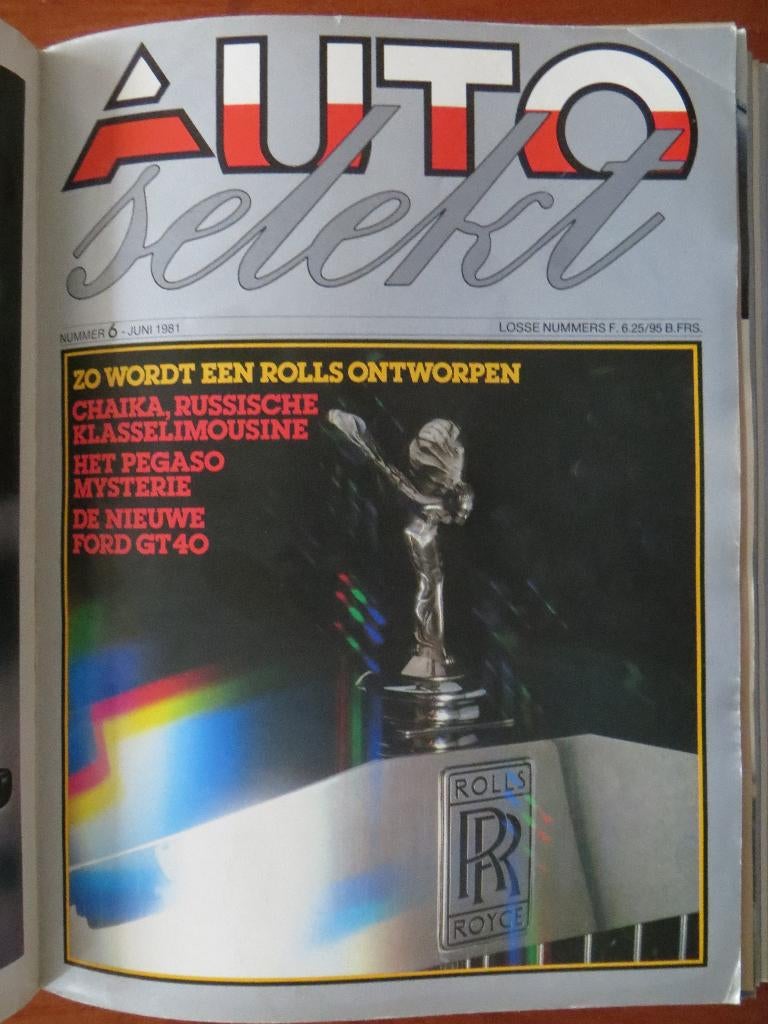 AUTO
selekt
NUMMER 6 - JUNI 1981
LOSSE NUMMERS F. 6.25/95 B.FRS.
ZO WORDT EEN ROLLS ONTWORPEN
CHAIKA, RUSSISCHE
KLASSELIMOUSINE
HET PEGASO
MYSTERIE
DE NIEUWE
FORD GT40
ROLLS
RR
ROYCE